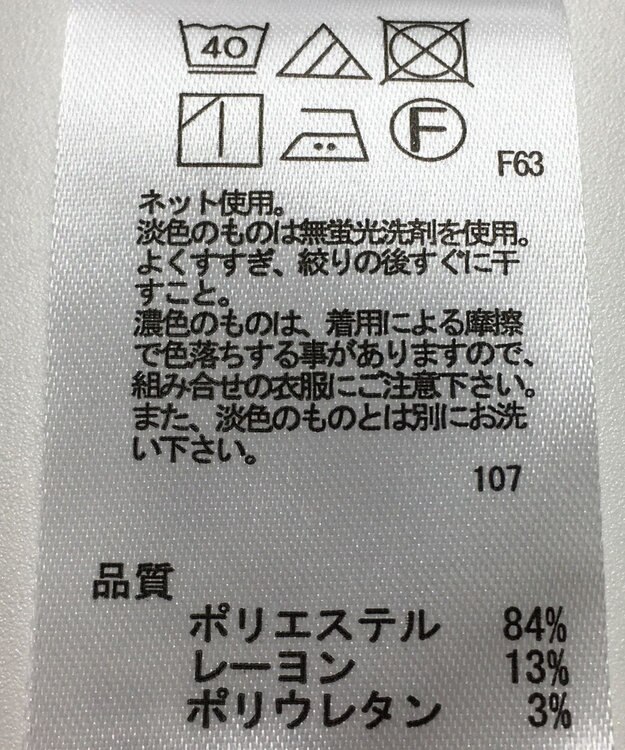 40
F
F63
ネット使用。
淡色のものは無蛍光洗剤を使用。
よくすすぎ、絞りの後すぐに干
すこと。
濃色のものは、着用による摩擦
で色落ちする事がありますので、
組み合せの衣服にご注意下さい。
また、淡色のものとは別にお洗
い下さい。
107
品質
ポリエステル 84%
レーヨン 13%
ポリウレタン 3%